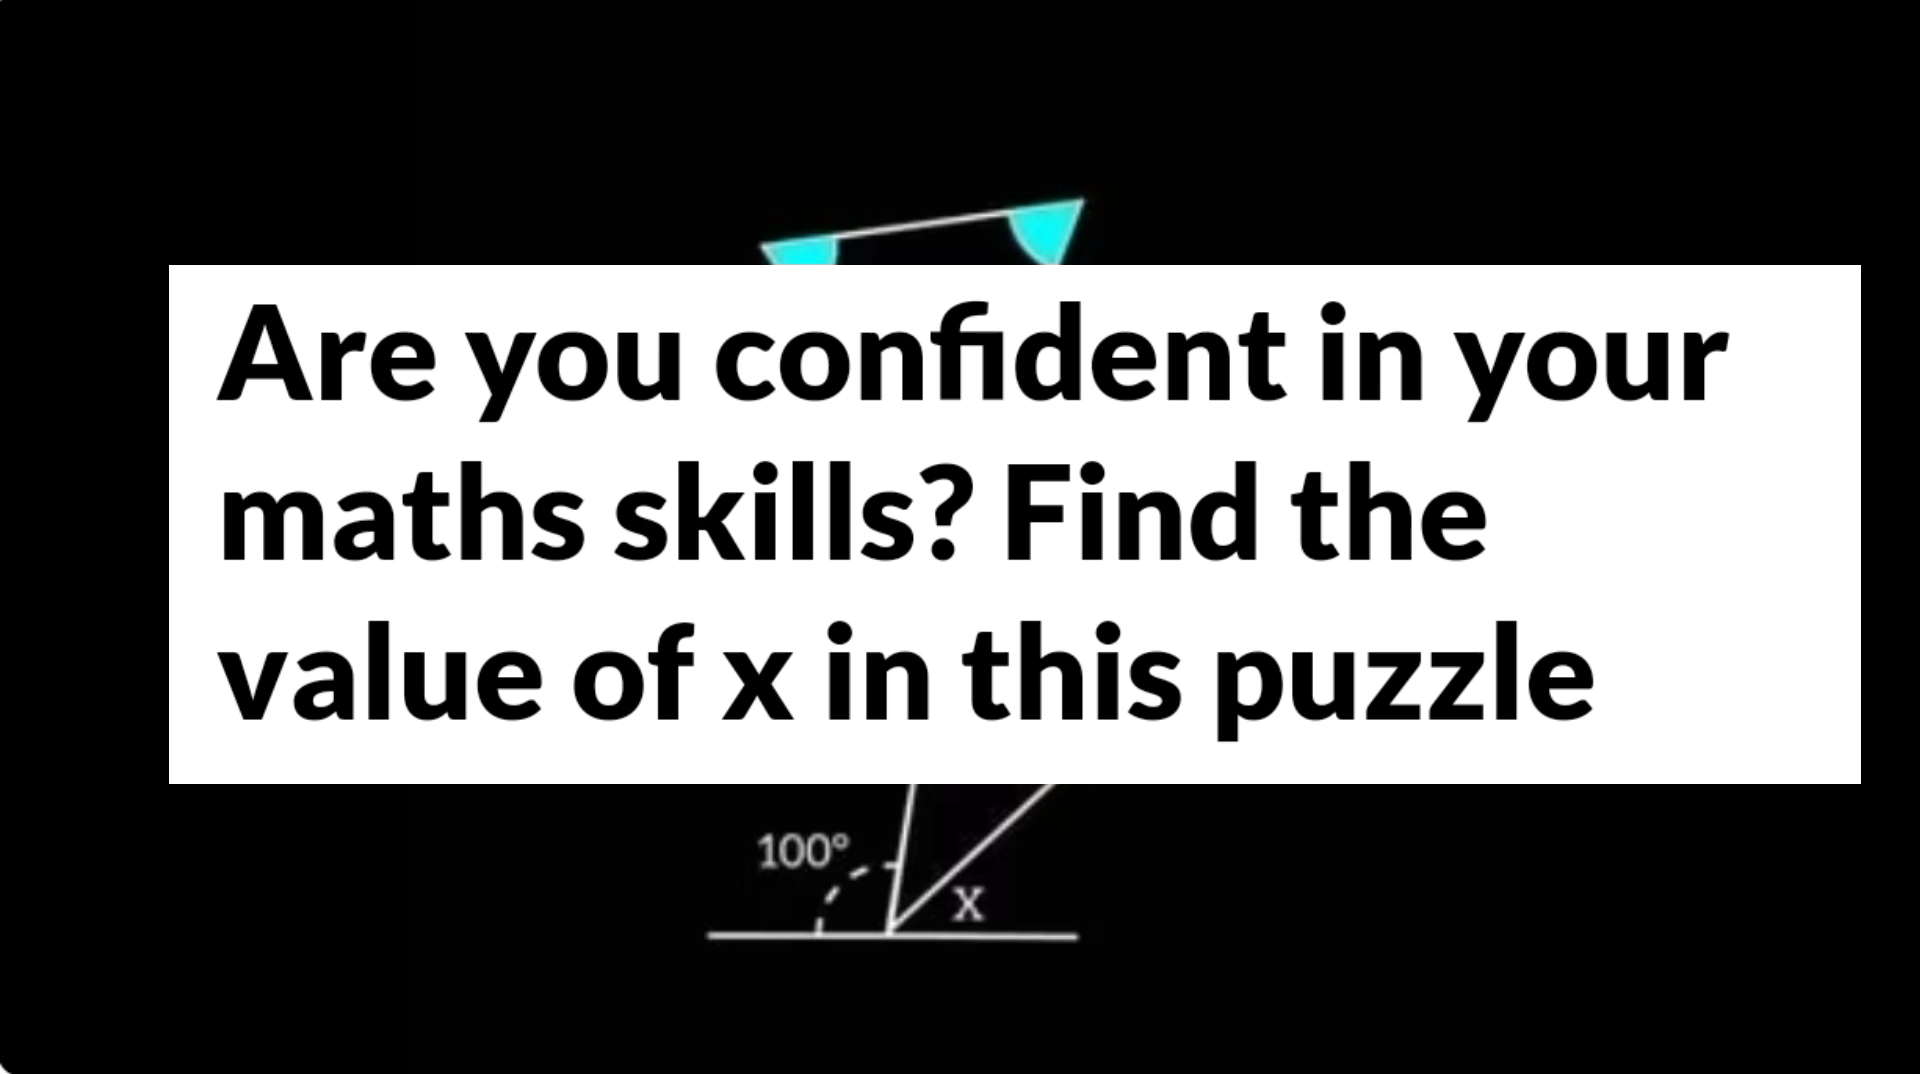 Are you confident in your
maths skills? Find the
value of x in this puzzle
100°
x